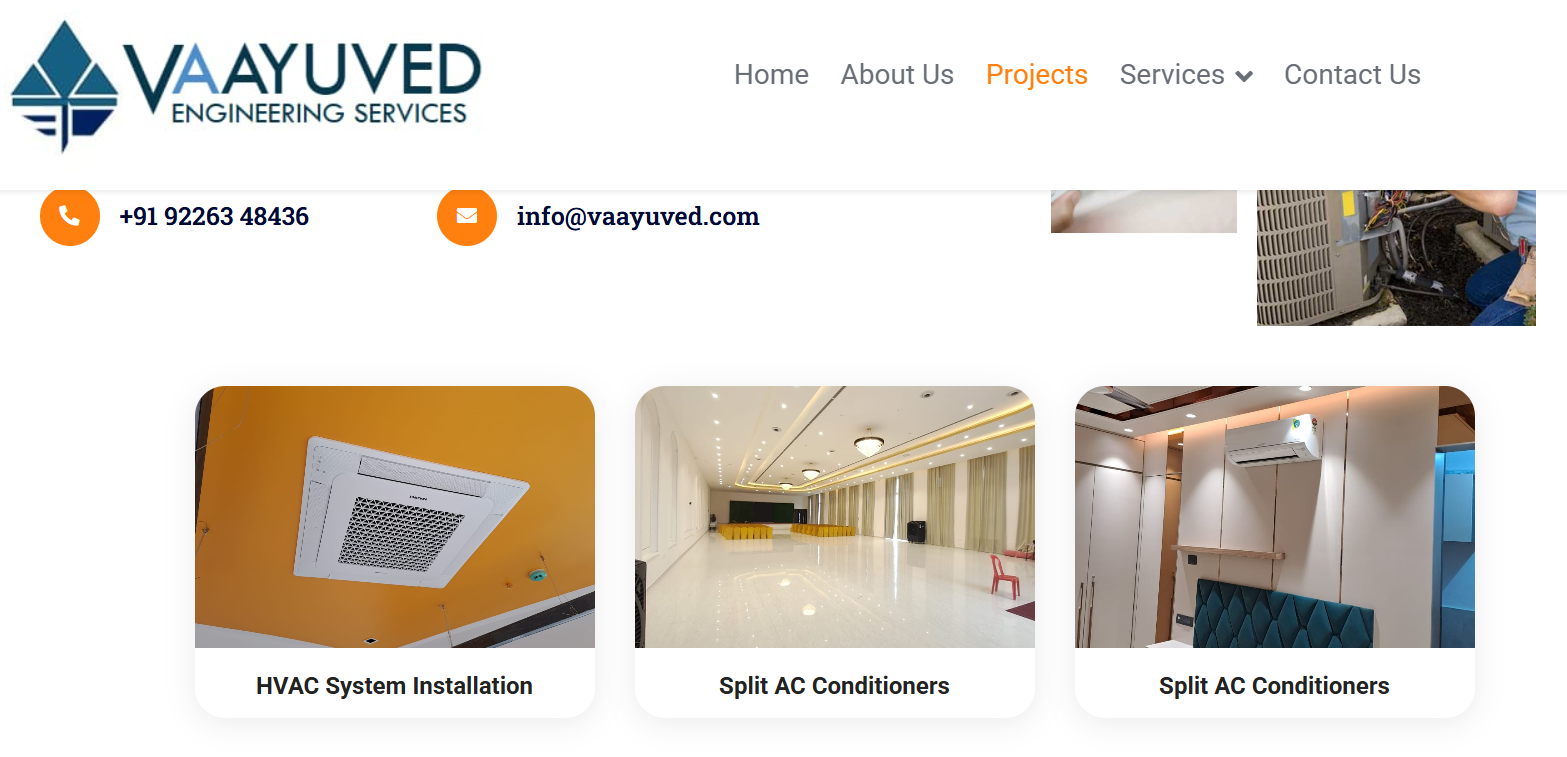 VAAYUVED
ENGINEERING SERVICES
Home About Us Projects Services Contact Us
+91 92263 48436 info@vaayuved.com
HVAC System Installation
Split AC Conditioners
Split AC Conditioners